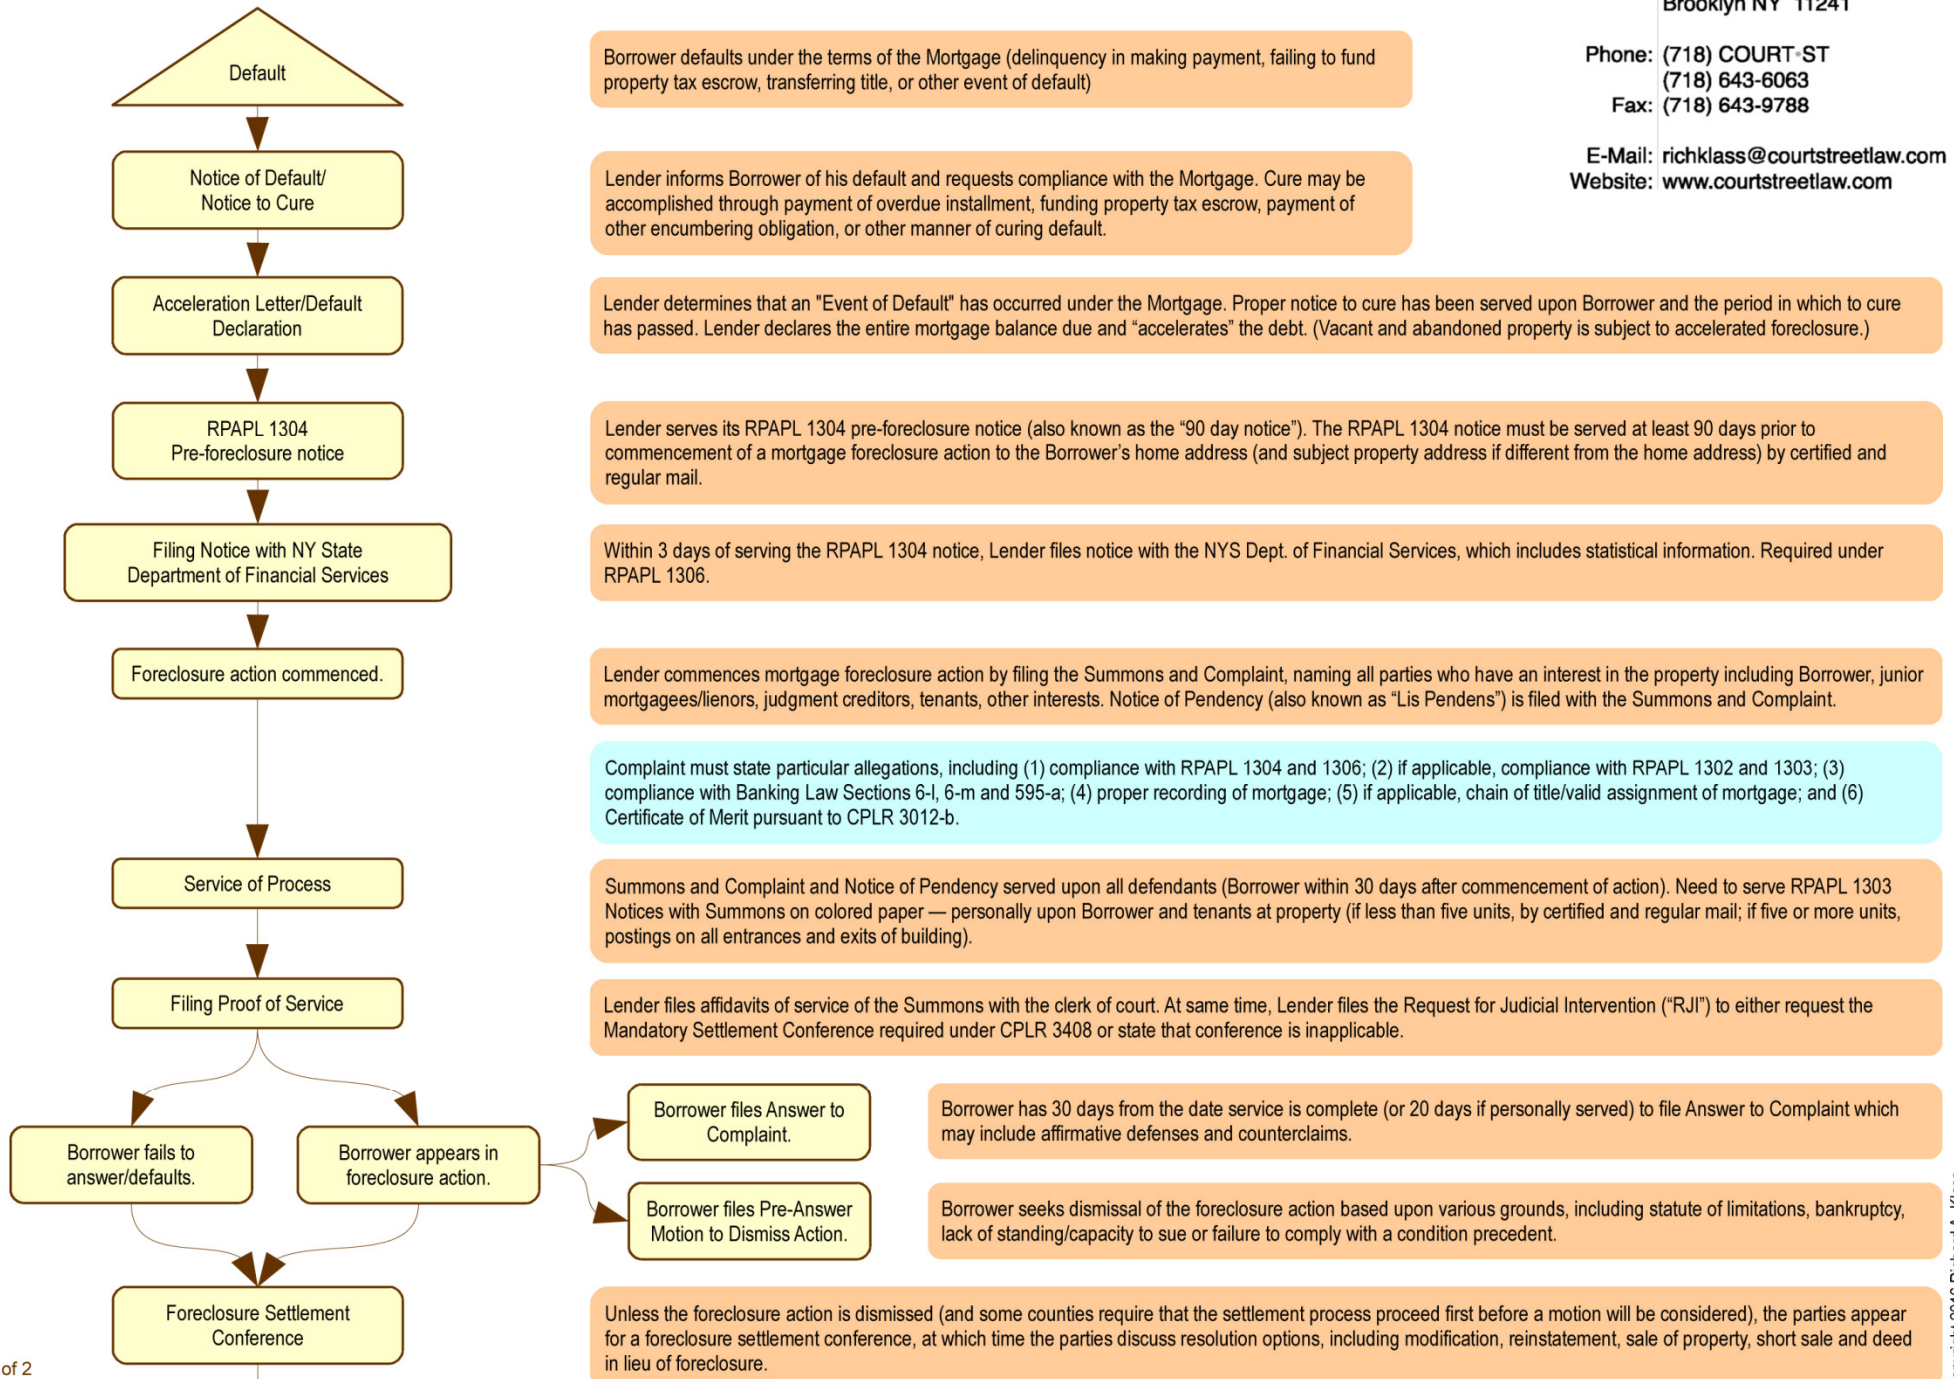 Brooklyn NY 11241
Phone: (718) COURT•ST
(718) 643-6063
Fax: (718) 643-9788
E-Mail: richklass@courtstreetlaw.com
Website: www.courtstreetlaw.com
Default
Borrower defaults under the terms of the Mortgage (delinquency in making payment, failing to fund
property tax escrow, transferring title, or other event of default)
Notice of Default/
Notice to Cure
Lender informs Borrower of his default and requests compliance with the Mortgage. Cure may be
accomplished through payment of overdue installment, funding property tax escrow, payment of
other encumbering obligation, or other manner of curing default.
Acceleration Letter/Default
Declaration
Lender determines that an "Event of Default" has occurred under the Mortgage. Proper notice to cure has been served upon Borrower and the period in which to cure
has passed. Lender declares the entire mortgage balance due and “accelerates” the debt. (Vacant and abandoned property is subject to accelerated foreclosure.)
RPAPL 1304
Pre-foreclosure notice
Lender serves its RPAPL 1304 pre-foreclosure notice (also known as the “90 day notice”). The RPAPL 1304 notice must be served at least 90 days prior to
commencement of a mortgage foreclosure action to the Borrower’s home address (and subject property address if different from the home address) by certified and
regular mail.
Filing Notice with NY State
Department of Financial Services
Within 3 days of serving the RPAPL 1304 notice, Lender files notice with the NYS Dept. of Financial Services, which includes statistical information. Required under
RPAPL 1306.
Foreclosure action commenced.
Lender commences mortgage foreclosure action by filing the Summons and Complaint, naming all parties who have an interest in the property including Borrower, junior
mortgagees/lienors, judgment creditors, tenants, other interests. Notice of Pendency (also known as “Lis Pendens”) is filed with the Summons and Complaint.
Complaint must state particular allegations, including (1) compliance with RPAPL 1304 and 1306; (2) if applicable, compliance with RPAPL 1302 and 1303; (3)
compliance with Banking Law Sections 6-l, 6-m and 595-a; (4) proper recording of mortgage; (5) if applicable, chain of title/valid assignment of mortgage; and (6)
Certificate of Merit pursuant to CPLR 3012-b.
Service of Process
Summons and Complaint and Notice of Pendency served upon all defendants (Borrower within 30 days after commencement of action). Need to serve RPAPL 1303
Notices with Summons on colored paper — personally upon Borrower and tenants at property (if less than five units, by certified and regular mail; if five or more units,
postings on all entrances and exits of building).
Filing Proof of Service
Lender files affidavits of service of the Summons with the clerk of court. At same time, Lender files the Request for Judicial Intervention (“RJI”) to either request the
Mandatory Settlement Conference required under CPLR 3408 or state that conference is inapplicable.
Borrower fails to
answer/defaults.
Borrower appears in
foreclosure action.
Borrower files Answer to
Complaint.
Borrower has 30 days from the date service is complete (or 20 days if personally served) to file Answer to Complaint which
may include affirmative defenses and counterclaims.
Borrower files Pre-Answer
Motion to Dismiss Action.
Borrower seeks dismissal of the foreclosure action based upon various grounds, including statute of limitations, bankruptcy,
lack of standing/capacity to sue or failure to comply with a condition precedent.
Foreclosure Settlement
Conference
Unless the foreclosure action is dismissed (and some counties require that the settlement process proceed first before a motion will be considered), the parties appear
for a foreclosure settlement conference, at which time the parties discuss resolution options, including modification, reinstatement, sale of property, short sale and deed
in lieu of foreclosure.
of 2